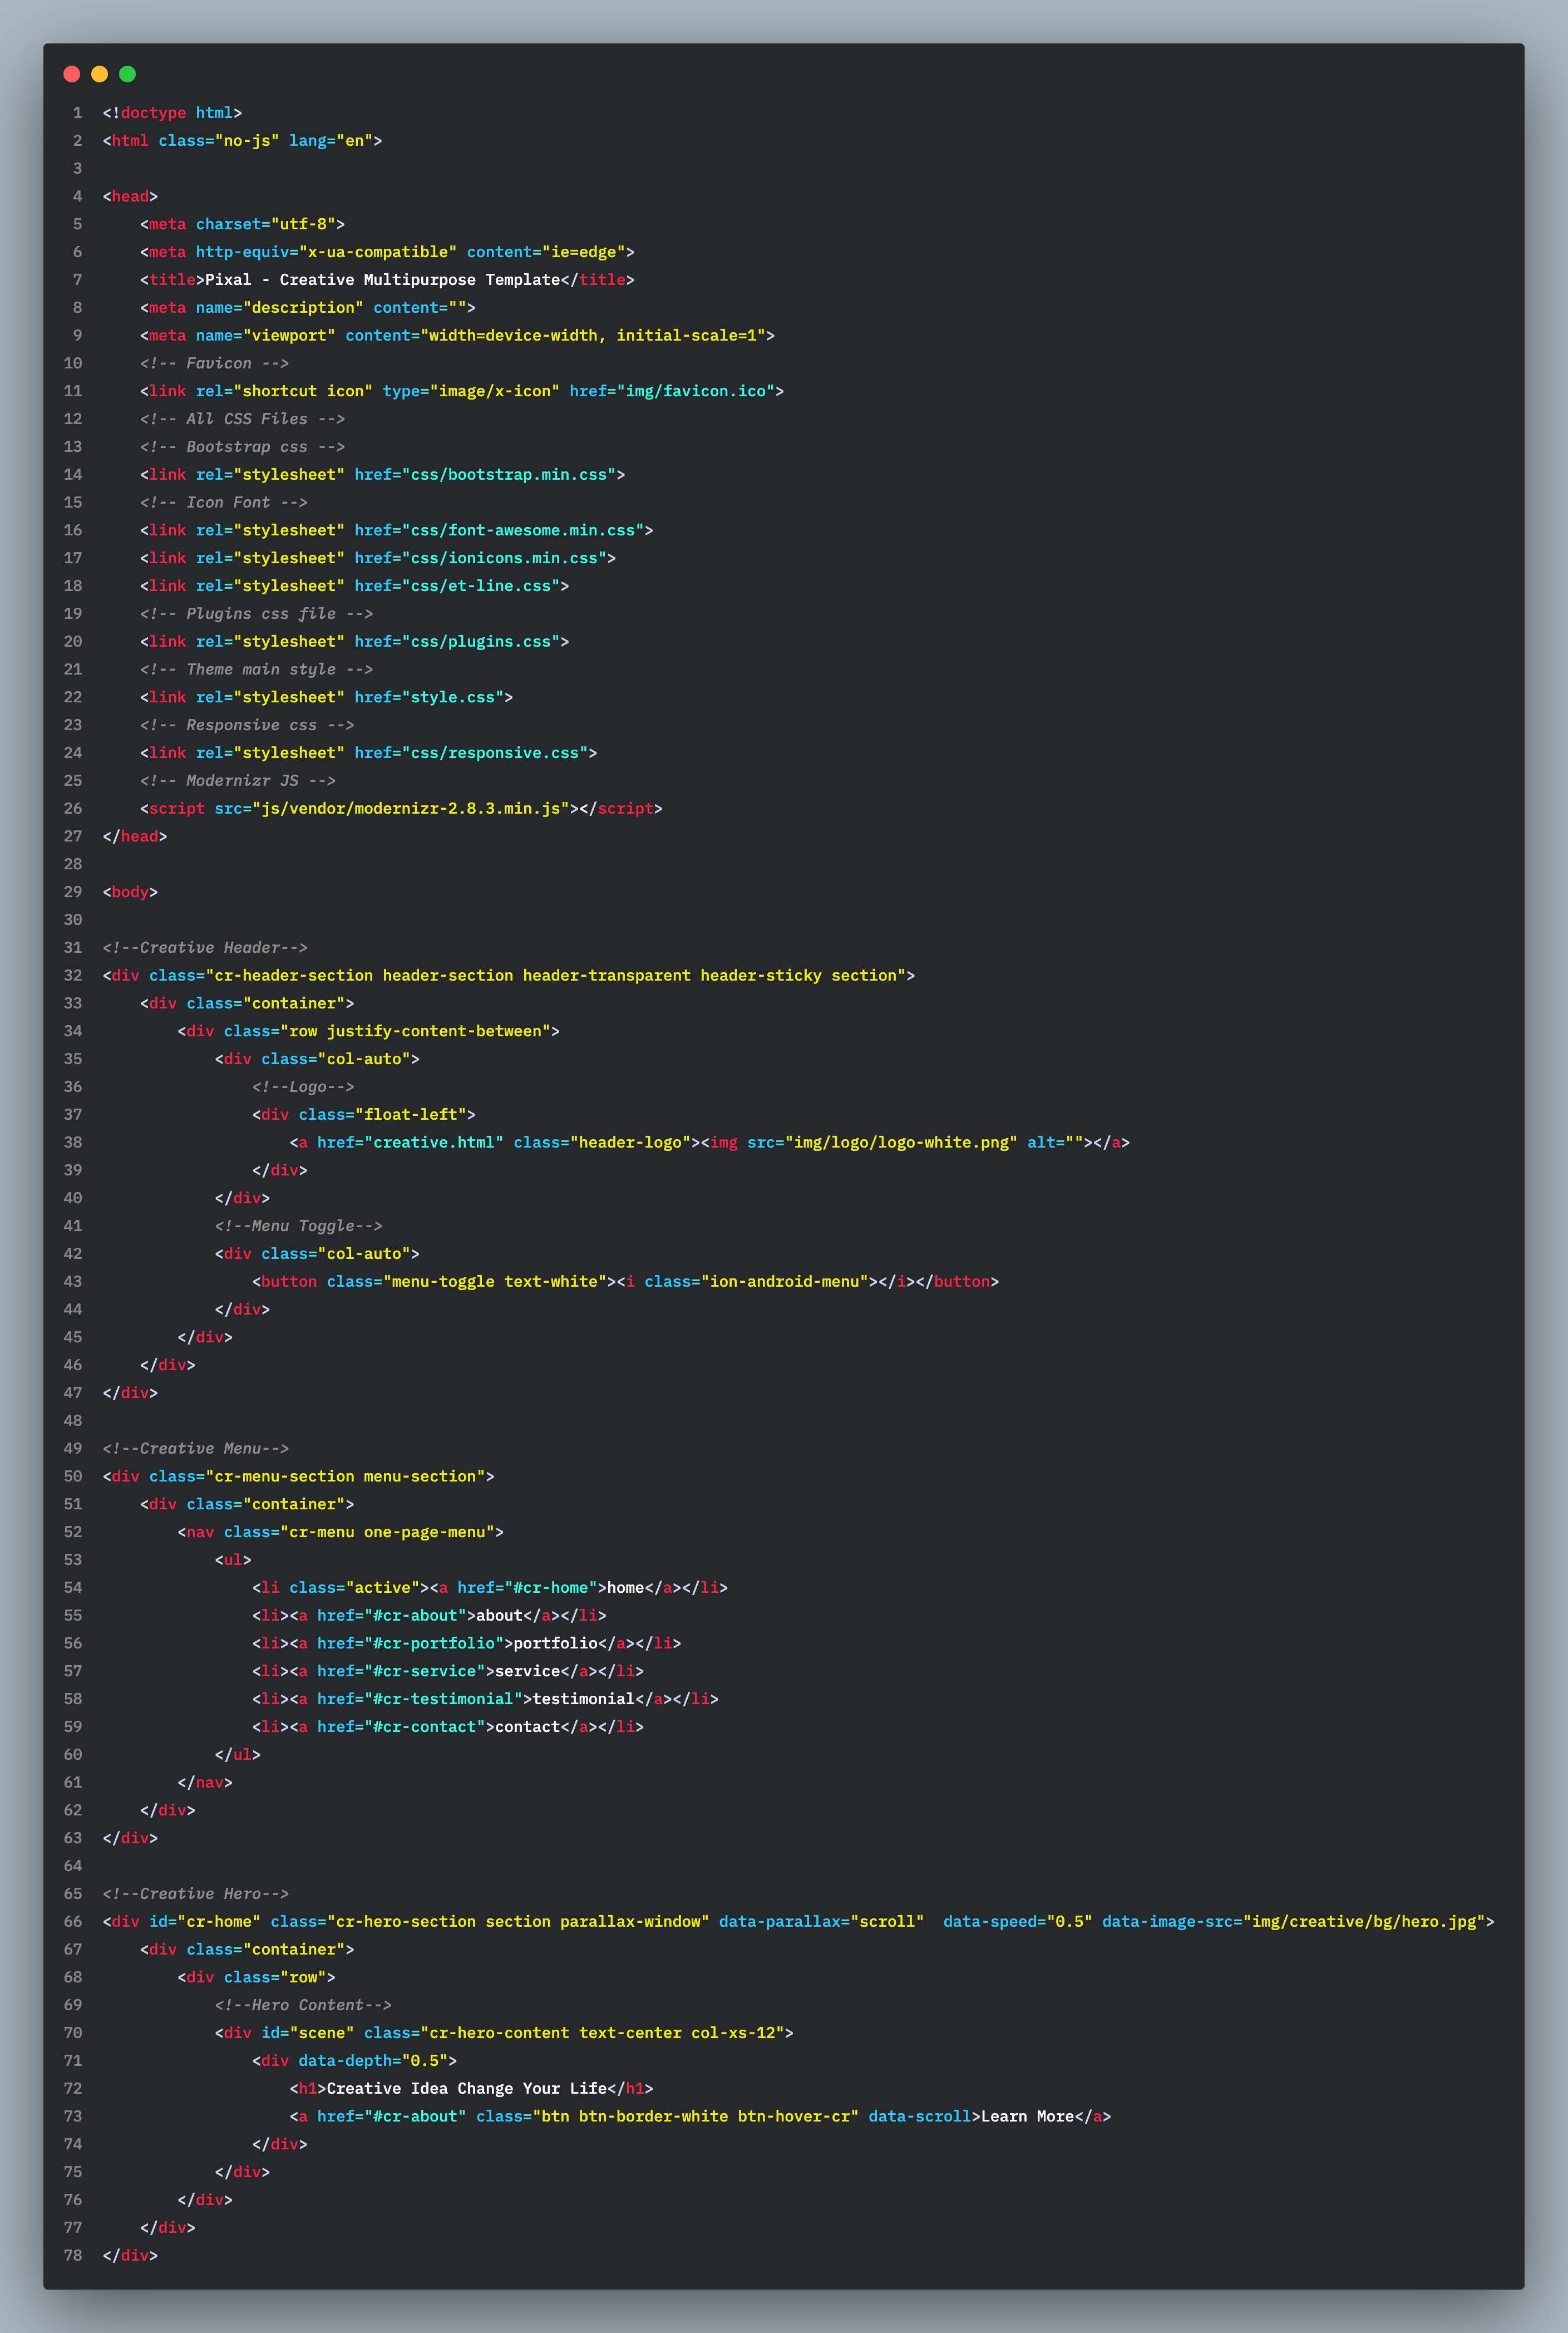 1 <!doctype html>
2 <html class="no-js" lang="en">
3
4 <head>
5     <meta charset="utf-8">
6     <meta http-equiv="x-ua-compatible" content="ie=edge">
7     <title>Pixal - Creative Multipurpose Template</title>
8     <meta name="description" content="">
9     <meta name="viewport" content="width=device-width, initial-scale=1">
10     <!-- Favicon -->
11     <link rel="shortcut icon" type="image/x-icon" href="img/favicon.ico">
12     <!-- All CSS Files -->
13     <!-- Bootstrap css -->
14     <link rel="stylesheet" href="css/bootstrap.min.css">
15     <!-- Icon Font -->
16     <link rel="stylesheet" href="css/font-awesome.min.css">
17     <link rel="stylesheet" href="css/ionicons.min.css">
18     <link rel="stylesheet" href="css/et-line.css">
19     <!-- Plugins css file -->
20     <link rel="stylesheet" href="css/plugins.css">
21     <!-- Theme main style -->
22     <link rel="stylesheet" href="style.css">
23     <!-- Responsive css -->
24     <link rel="stylesheet" href="css/responsive.css">
25     <!-- Modernizr JS -->
26     <script src="js/vendor/modernizr-2.8.3.min.js"></script>
27 </head>
28
29 <body>
30
31 <!--Creative Header-->
32 <div class="cr-header-section header-section header-transparent header-sticky section">
33     <div class="container">
34         <div class="row justify-content-between">
35             <div class="col-auto">
36                 <!--Logo-->
37                 <div class="float-left">
38                     <a href="creative.html" class="header-logo"><img src="img/logo/logo-white.png" alt=""></a>
39                 </div>
40             </div>
41             <!--Menu Toggle-->
42             <div class="col-auto">
43                 <button class="menu-toggle text-white"><i class="ion-android-menu"></i></button>
44             </div>
45         </div>
46     </div>
47 </div>
48
49 <!--Creative Menu-->
50 <div class="cr-menu-section menu-section">
51     <div class="container">
52         <nav class="cr-menu one-page-menu">
53             <ul>
54                 <li class="active"><a href="#cr-home">home</a></li>
55                 <li><a href="#cr-about">about</a></li>
56                 <li><a href="#cr-portfolio">portfolio</a></li>
57                 <li><a href="#cr-service">service</a></li>
58                 <li><a href="#cr-testimonial">testimonial</a></li>
59                 <li><a href="#cr-contact">contact</a></li>
60             </ul>
61         </nav>
62     </div>
63 </div>
64
65 <!--Creative Hero-->
66 <div id="cr-home" class="cr-hero-section section parallax-window" data-parallax="scroll"  data-speed="0.5" data-image-src="img/creative/bg/hero.jpg">
67     <div class="container">
68         <div class="row">
69             <!--Hero Content-->
70             <div id="scene" class="cr-hero-content text-center col-xs-12">
71                 <div data-depth="0.5">
72                     <h1>Creative Idea Change Your Life</h1>
73                     <a href="#cr-about" class="btn btn-border-white btn-hover-cr" data-scroll>Learn More</a>
74                 </div>
75             </div>
76         </div>
77     </div>
78 </div>